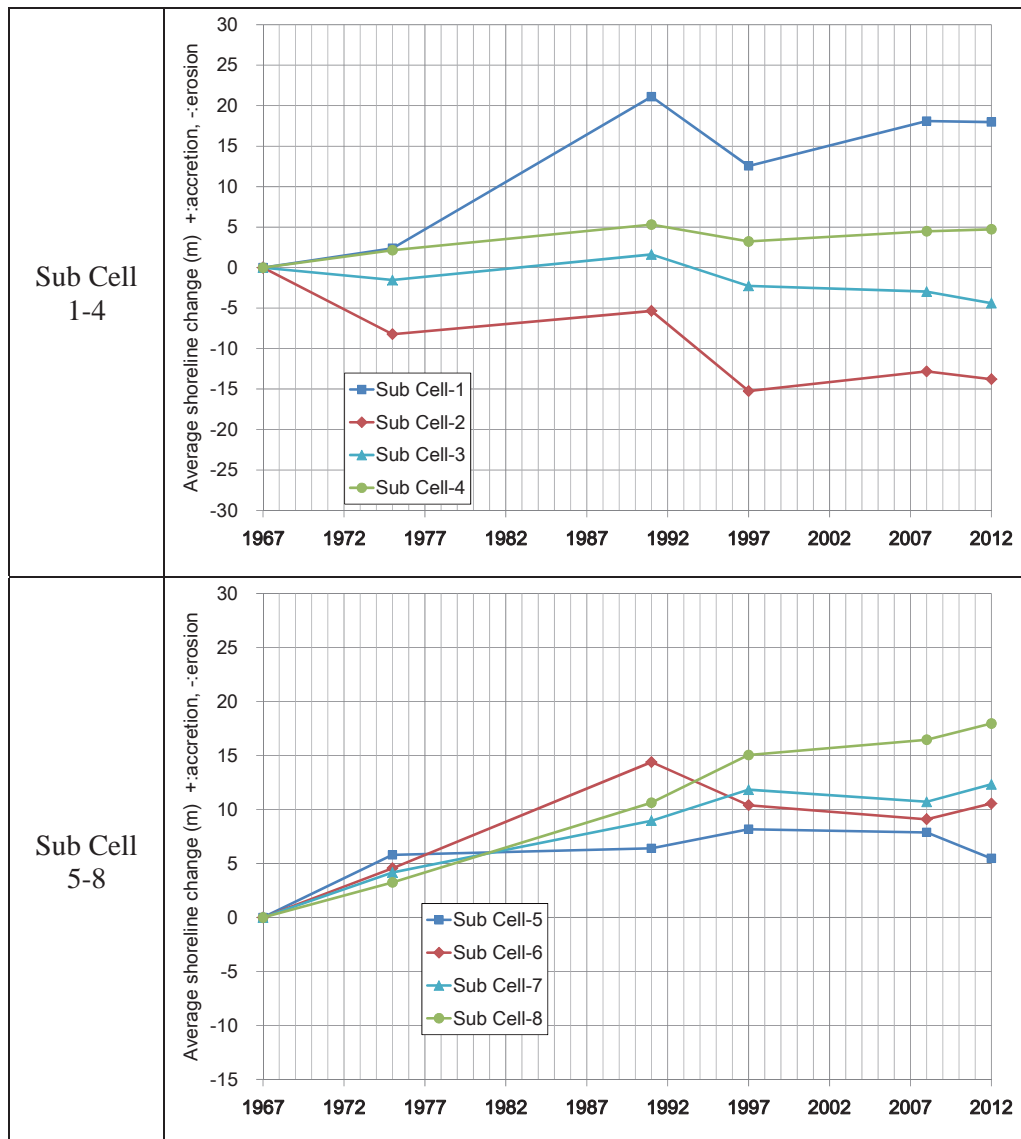 Sub Cell
1-4
Average shoreline change (m) +:accretion, -:erosion
30
25
20
15
10
5
0
-5
-10
-15
-20
-25
-30
Sub Cell-1
Sub Cell-2
Sub Cell-3
Sub Cell-4
1967 1972 1977 1982 1987 1992 1997 2002 2007 2012
Sub Cell
5-8
Average shoreline change (m) +:accretion, -:erosion
30
25
20
15
10
5
0
-5
-10
-15
Sub Cell-5
Sub Cell-6
Sub Cell-7
Sub Cell-8
1967 1972 1977 1982 1987 1992 1997 2002 2007 2012